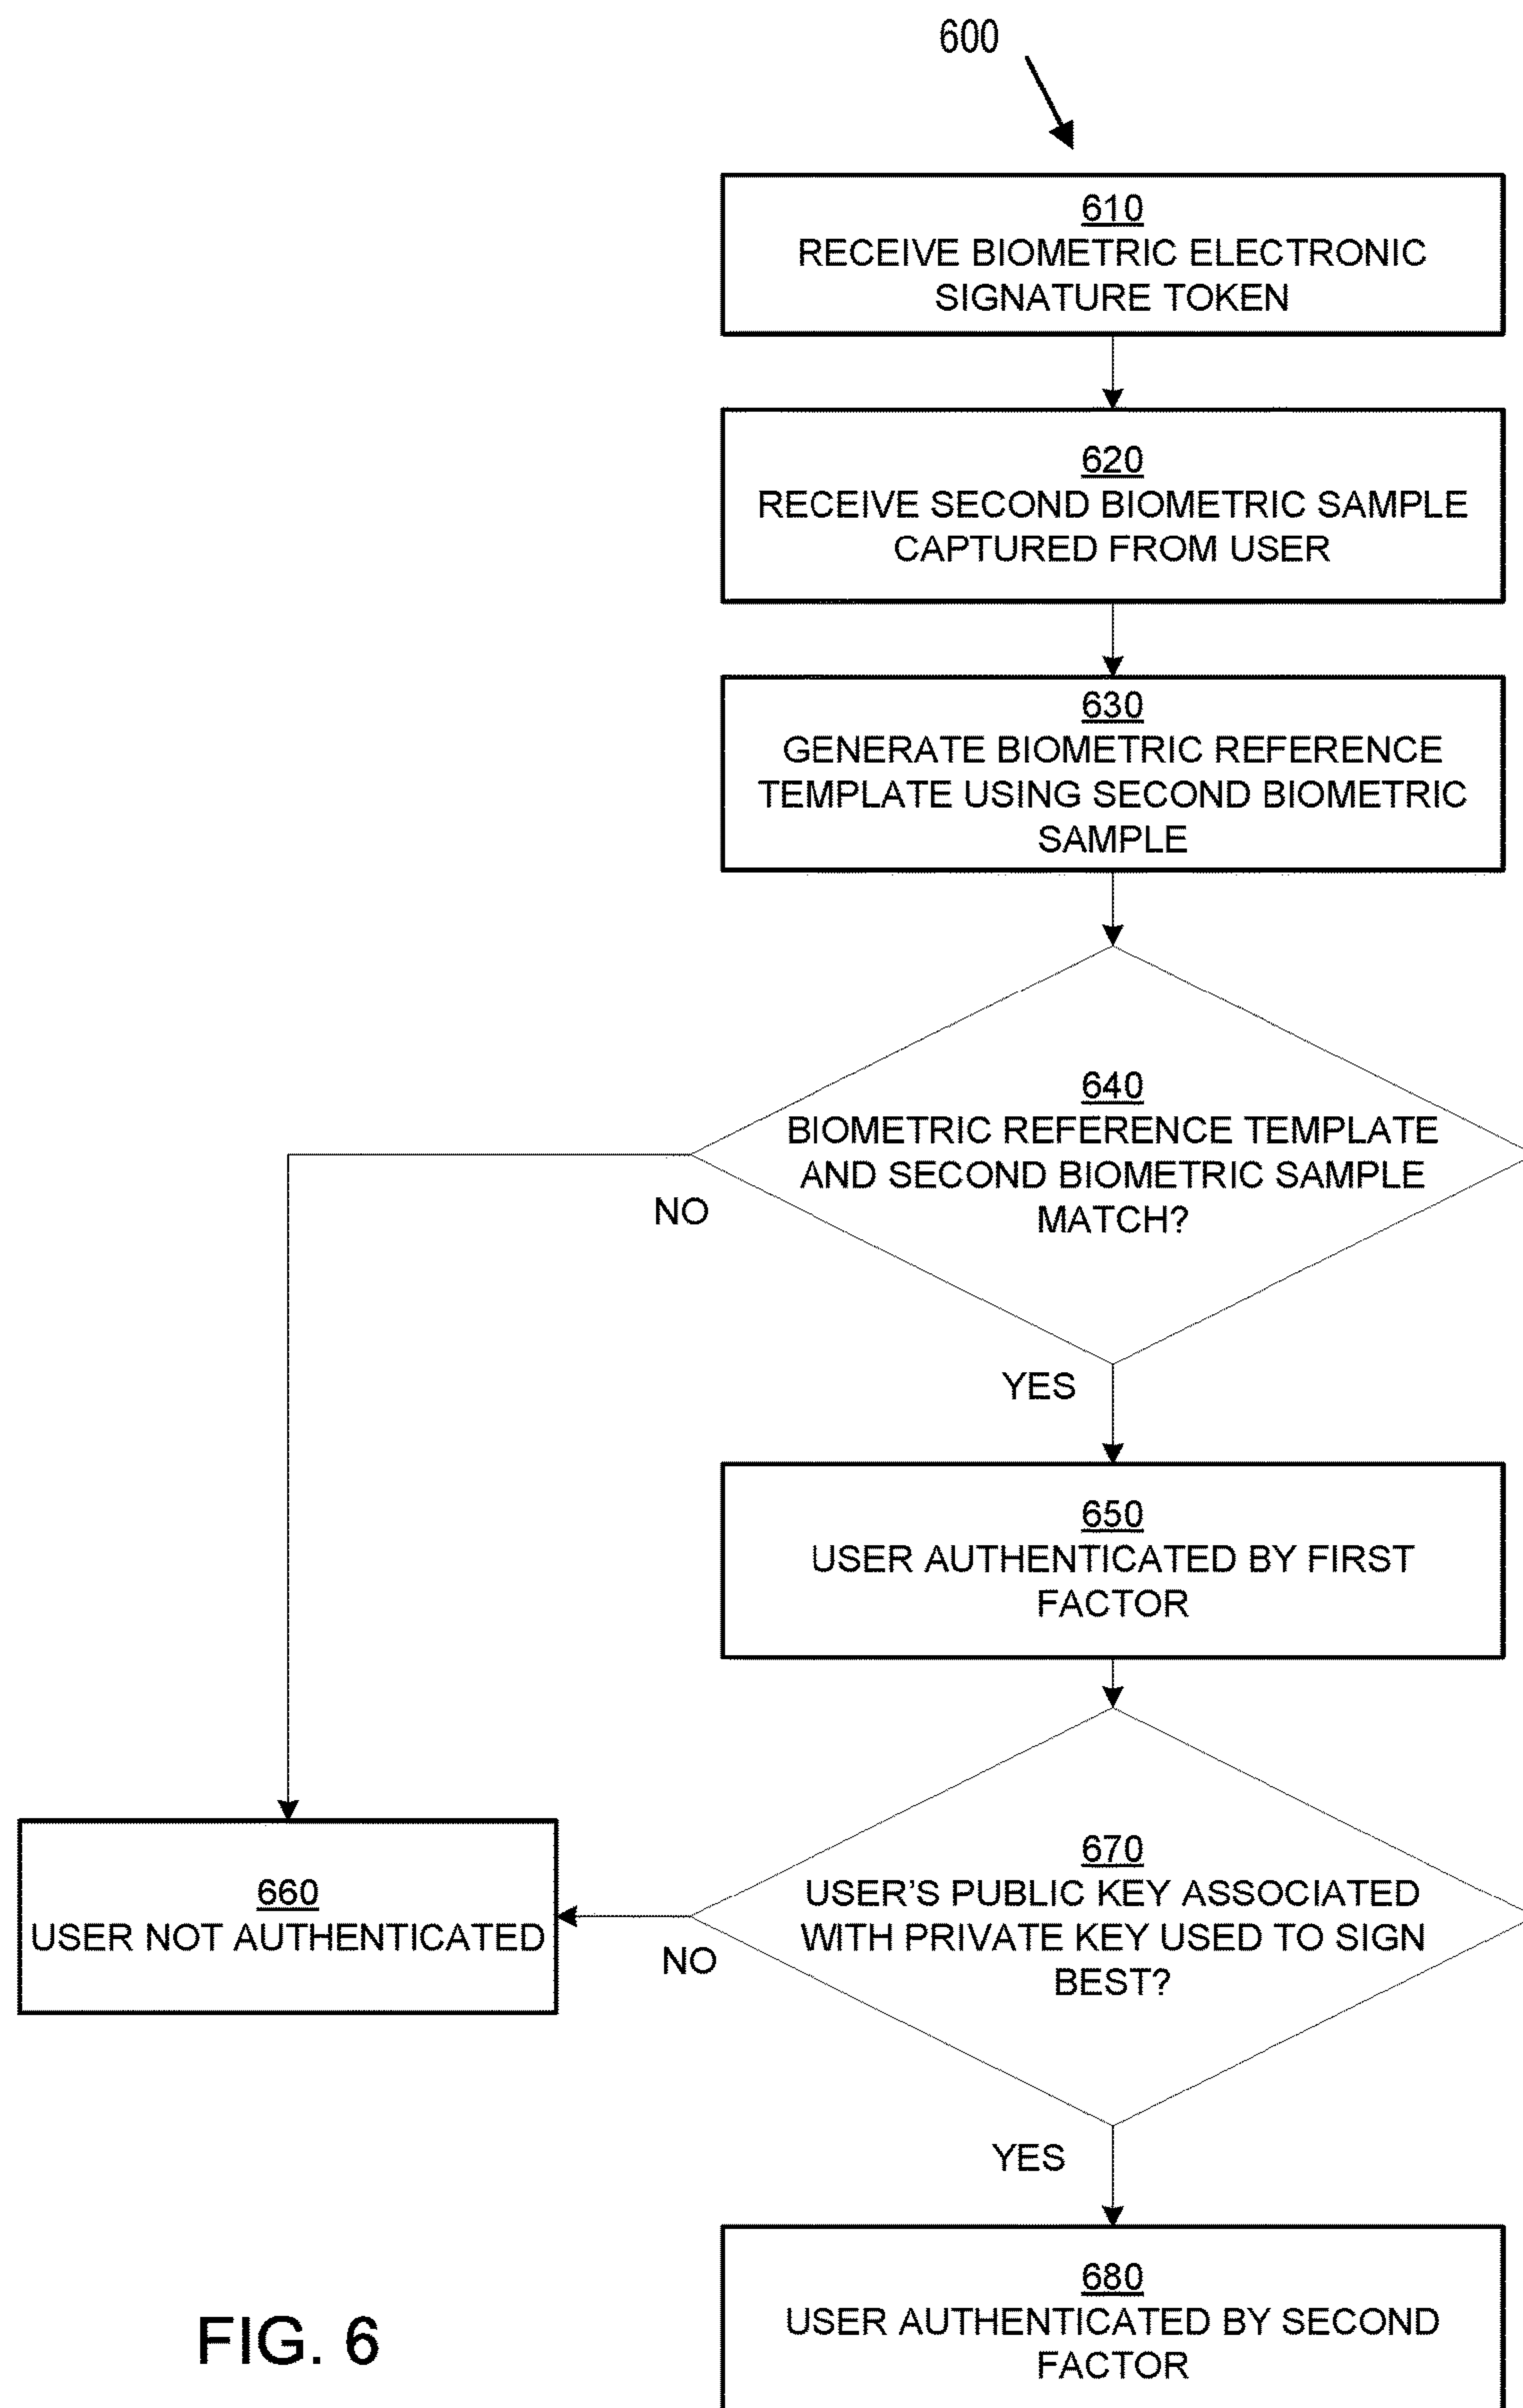 600
610
RECEIVE BIOMETRIC ELECTRONIC
SIGNATURE TOKEN
620
RECEIVE SECOND BIOMETRIC SAMPLE
CAPTURED FROM USER
630
GENERATE BIOMETRIC REFERENCE
TEMPLATE USING SECOND BIOMETRIC
SAMPLE
640
BIOMETRIC REFERENCE TEMPLATE
AND SECOND BIOMETRIC SAMPLE
MATCH?
NO
YES
650
USER AUTHENTICATED BY FIRST
FACTOR
660
USER NOT AUTHENTICATED
670
USER'S PUBLIC KEY ASSOCIATED
WITH PRIVATE KEY USED TO SIGN
BEST?
NO
YES
680
USER AUTHENTICATED BY SECOND
FACTOR
FIG. 6